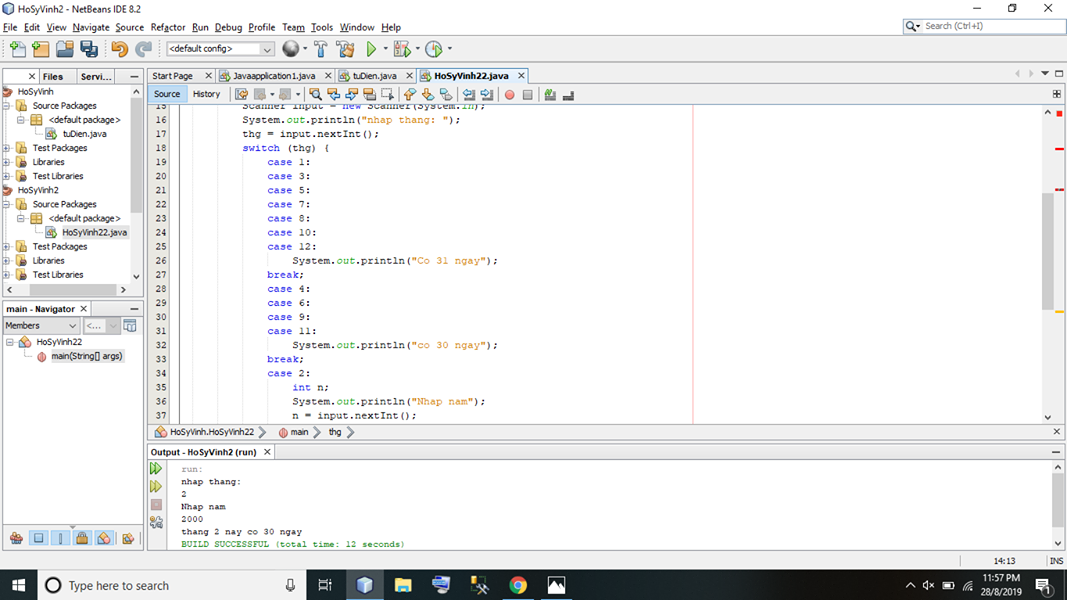 HoSyVinh2 - NetBeans IDE 8.2
File Edit View Navigate Source Refactor Run Debug Profile Team Tools Window Help
Search (Ctrl+I)
<default config>
Files Servi...
Start Page Javaapplication1.java tuDien.java HoSyVinh22.java
Source History
HoSyVinh
Source Packages
<default package>
tuDien.java
Test Packages
Libraries
Test Libraries
HoSyVinh2
Source Packages
<default package>
HoSyVinh22.java
Test Packages
Libraries
Test Libraries
main - Navigator
Members <...
HoSyVinh22
main(String[] args)
15 Scanner input = new Scanner(System.in);
16 System.out.println("nhap thang: ");
17 thg = input.nextInt();
18 switch (thg) {
19 case 1:
20 case 3:
21 case 5:
22 case 7:
23 case 8:
24 case 10:
25 case 12:
26 System.out.println("Co 31 ngay");
27 break;
28 case 4:
29 case 6:
30 case 9:
31 case 11:
32 System.out.println("co 30 ngay");
33 break;
34 case 2:
35 int n;
36 System.out.println("Nhap nam");
37 n = input.nextInt();
HoSyVinh.HoSyVinh22 main thg
Output - HoSyVinh2 (run)
run:
nhap thang:
2
Nhap nam
2000
thang 2 nay co 30 ngay
BUILD SUCCESSFUL (total time: 12 seconds)
14:13 INS
Type here to search
11:57 PM
28/8/2019
1